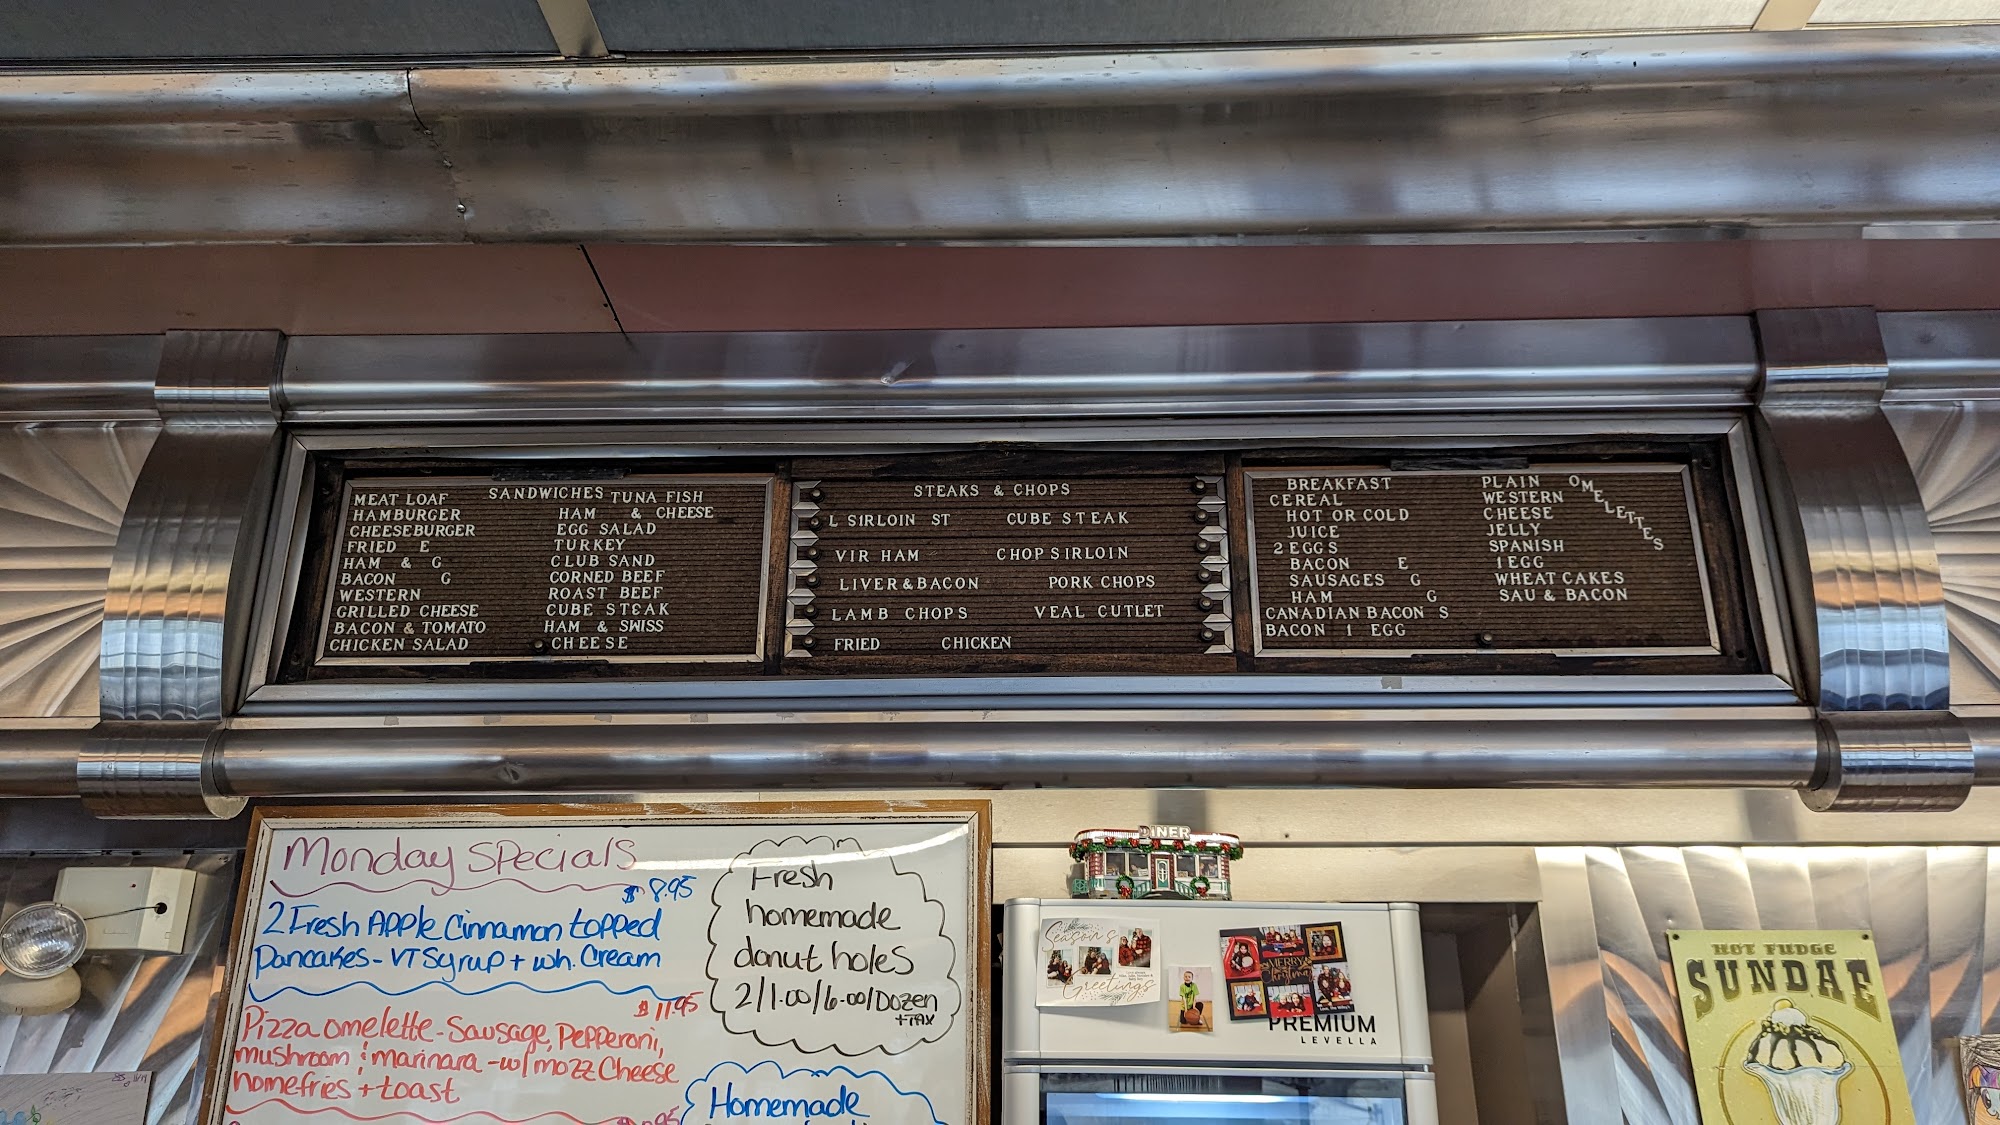 SANDWICHES
MEAT LOAF
HAMBURGER
CHEESEBURGER
FRIED E
HAM & G
BACON G
WESTERN
GRILLED CHEESE
BACON & TOMATO
CHICKEN SALAD
TUNA FISH
HAM & CHEESE
EGG SALAD
TURKEY
CLUB SAND
CORNED BEEF
ROAST BEEF
CUBE STEAK
HAM & SWISS
CHEESE
STEAKS & CHOPS
L SIRLOIN ST CUBE STEAK
VIR HAM CHOP SIRLOIN
LIVER & BACON PORK CHOPS
LAMB CHOPS VEAL CUTLET
FRIED CHICKEN
BREAKFAST
CEREAL
HOT OR COLD
JUICE
2 EGGS
BACON E
SAUSAGES G
HAM G
CANADIAN BACON S
BACON 1 EGG
PLAIN
WESTERN
CHEESE
JELLY
SPANISH
OMELETTES
1 EGG
WHEAT CAKES
SAU & BACON
Monday Specials
$8.95
2 Fresh Apple Cinnamon topped
Pancakes - VT Syrup + wh. Cream
$11.95
Pizza omelette - Sausage, Pepperoni,
mushroom & marinara - w/ mozz Cheese
homefries + toast
Fresh
homemade
donut holes
2/1.00/6.00/Dozen
+TAX
Homemade
DINER
Season's
Greetings
MERRY
Christmas
PREMIUM
LEVELLA
HOT FUDGE
SUNDAE